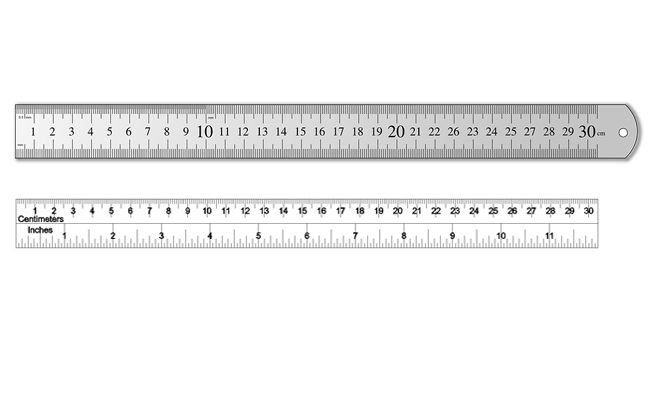 1 2 3 4 5 6 7 8 9 10 11 12 13 14 15 16 17 18 19 20 21 22 23 24 25 26 27 28 29 30 cm
1 2 3 4 5 6 7 8 9 10 11 12 13 14 15 16 17 18 19 20 21 22 23 24 25 26 27 28 29 30
Centimeters
Inches
1 2 3 4 5 6 7 8 9 10 11